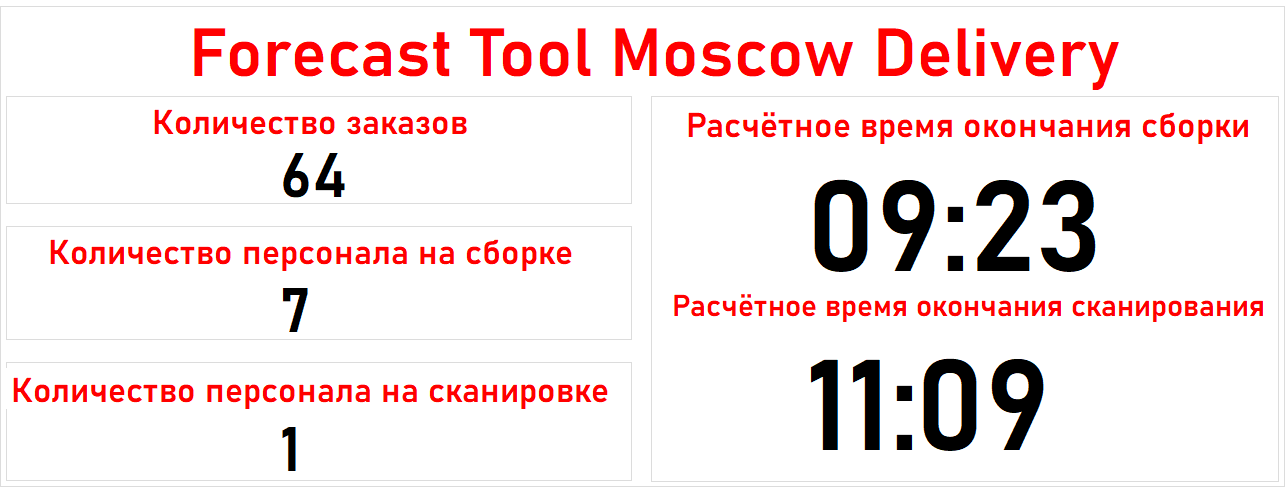 Forecast Tool Moscow Delivery
Количество заказов
64
Количество персонала на сборке
7
Количество персонала на сканировке
1
Расчётное время окончания сборки
09:23
Расчётное время окончания сканирования
11:09